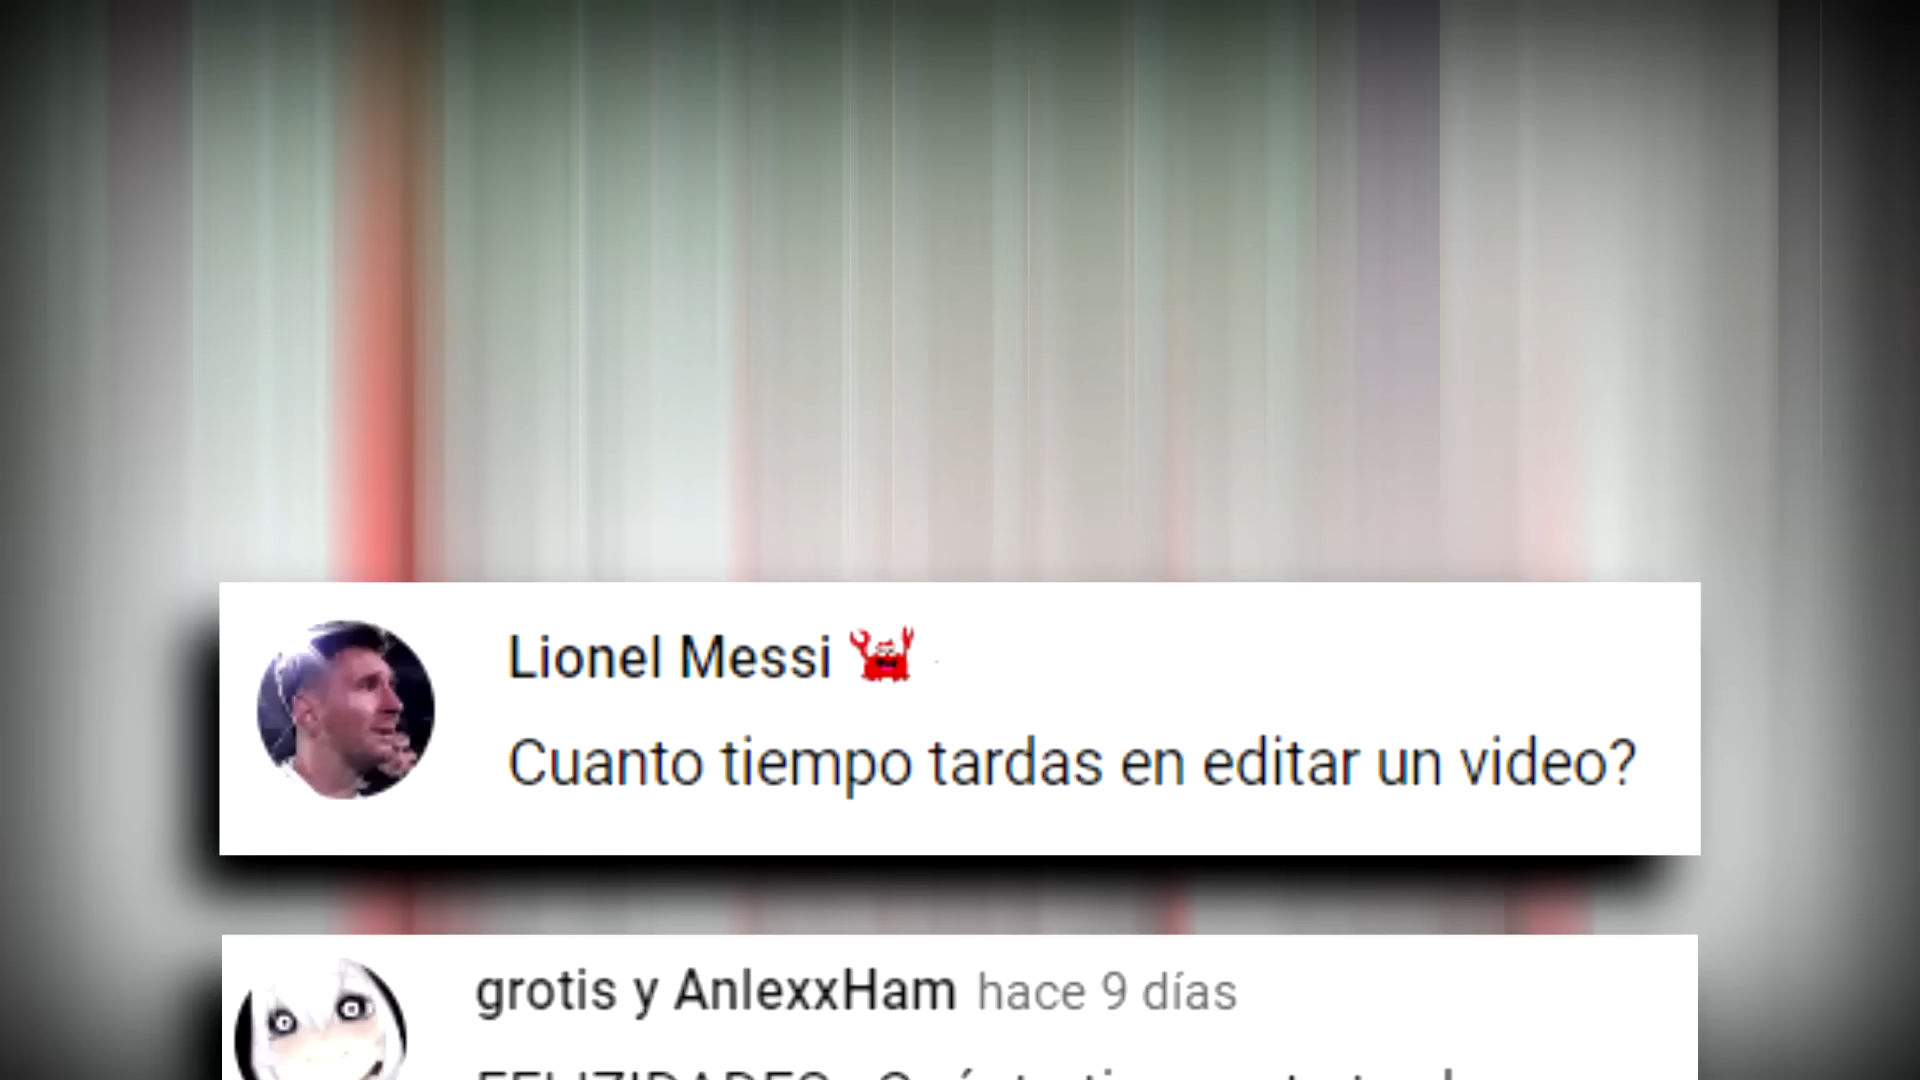 Lionel Messi 🦀
Cuanto tiempo tardas en editar un video?
grotis y AnlexxHam hace 9 días